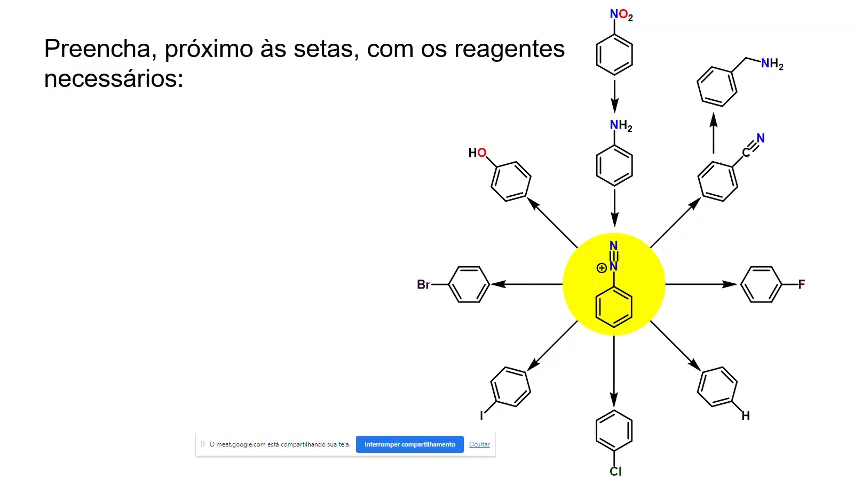 Preencha, próximo às setas, com os reagentes
necessários:
NO2
NH2
NH2
HO
C
N
N
N
⊕
Br
F
I
H
Cl
O meet.google.com está compartilhando sua tela.
Interromper compartilhamento
Ocultar